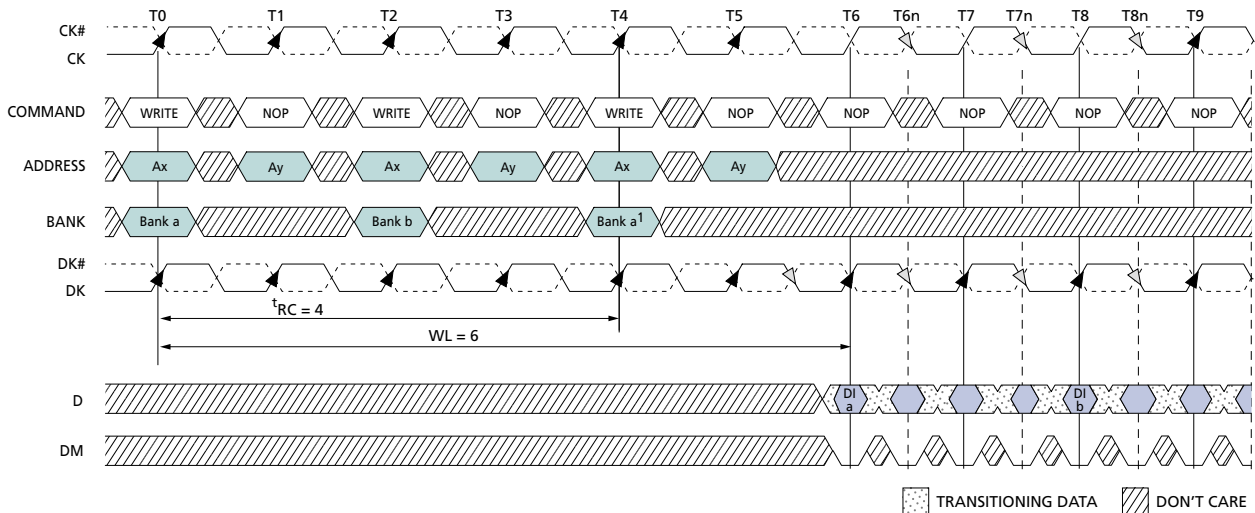 T0 T1 T2 T3 T4 T5 T6 T6n T7 T7n T8 T8n T9
CK#
CK
COMMAND WRITE NOP WRITE NOP WRITE NOP NOP NOP NOP NOP
ADDRESS Ax Ay Ax Ay Ax Ay
BANK Bank a Bank b Bank a1
DK#
DK
tRC = 4
WL = 6
D DI a DI b
DM
TRANSITIONING DATA DON'T CARE